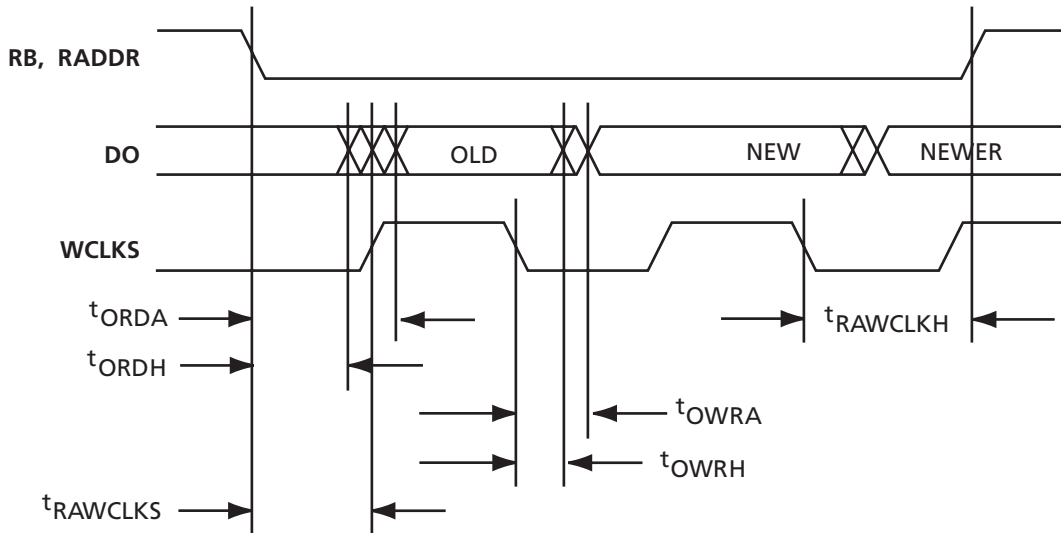 RB, RADDR
DO
OLD
NEW
NEWER
WCLKS
tORDA
tRAWCLKH
tORDH
tOWRA
tOWRH
tRAWCLKS